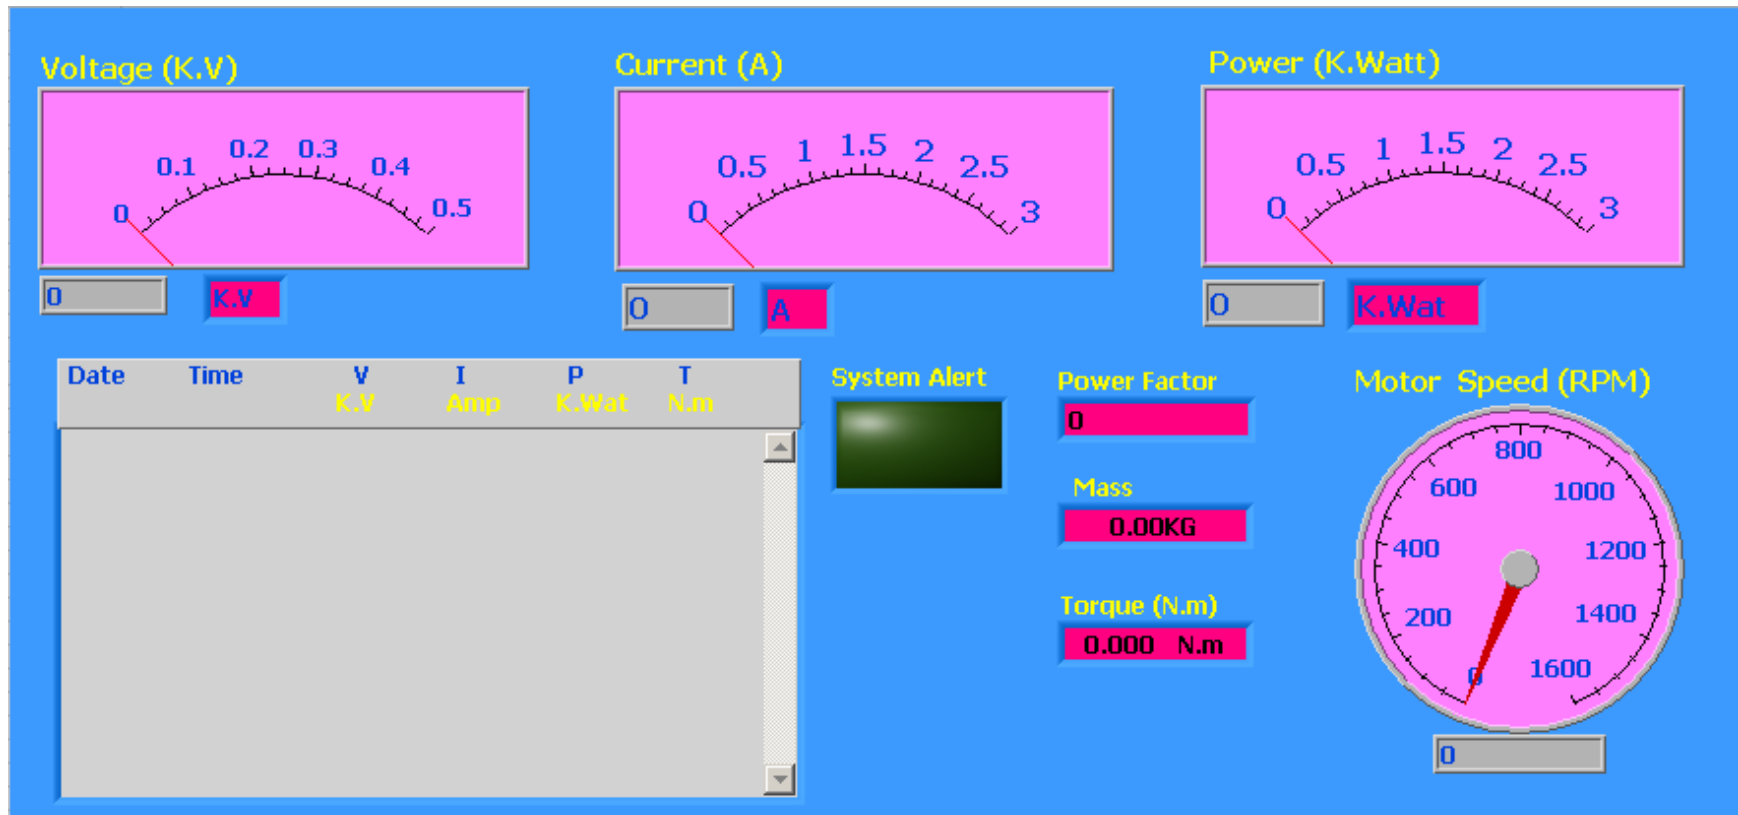 Voltage (K.V)
0 0.1 0.2 0.3 0.4 0.5
0 K.V
Current (A)
0 0.5 1 1.5 2 2.5 3
0 A
Power (K.Watt)
0 0.5 1 1.5 2 2.5 3
0 K.Wat
Date Time V I P T
K.V Amp K.Wat N.m
System Alert
Power Factor
0
Mass
0.00KG
Torque (N.m)
0.000 N.m
Motor Speed (RPM)
0 200 400 600 800 1000 1200 1400 1600
0